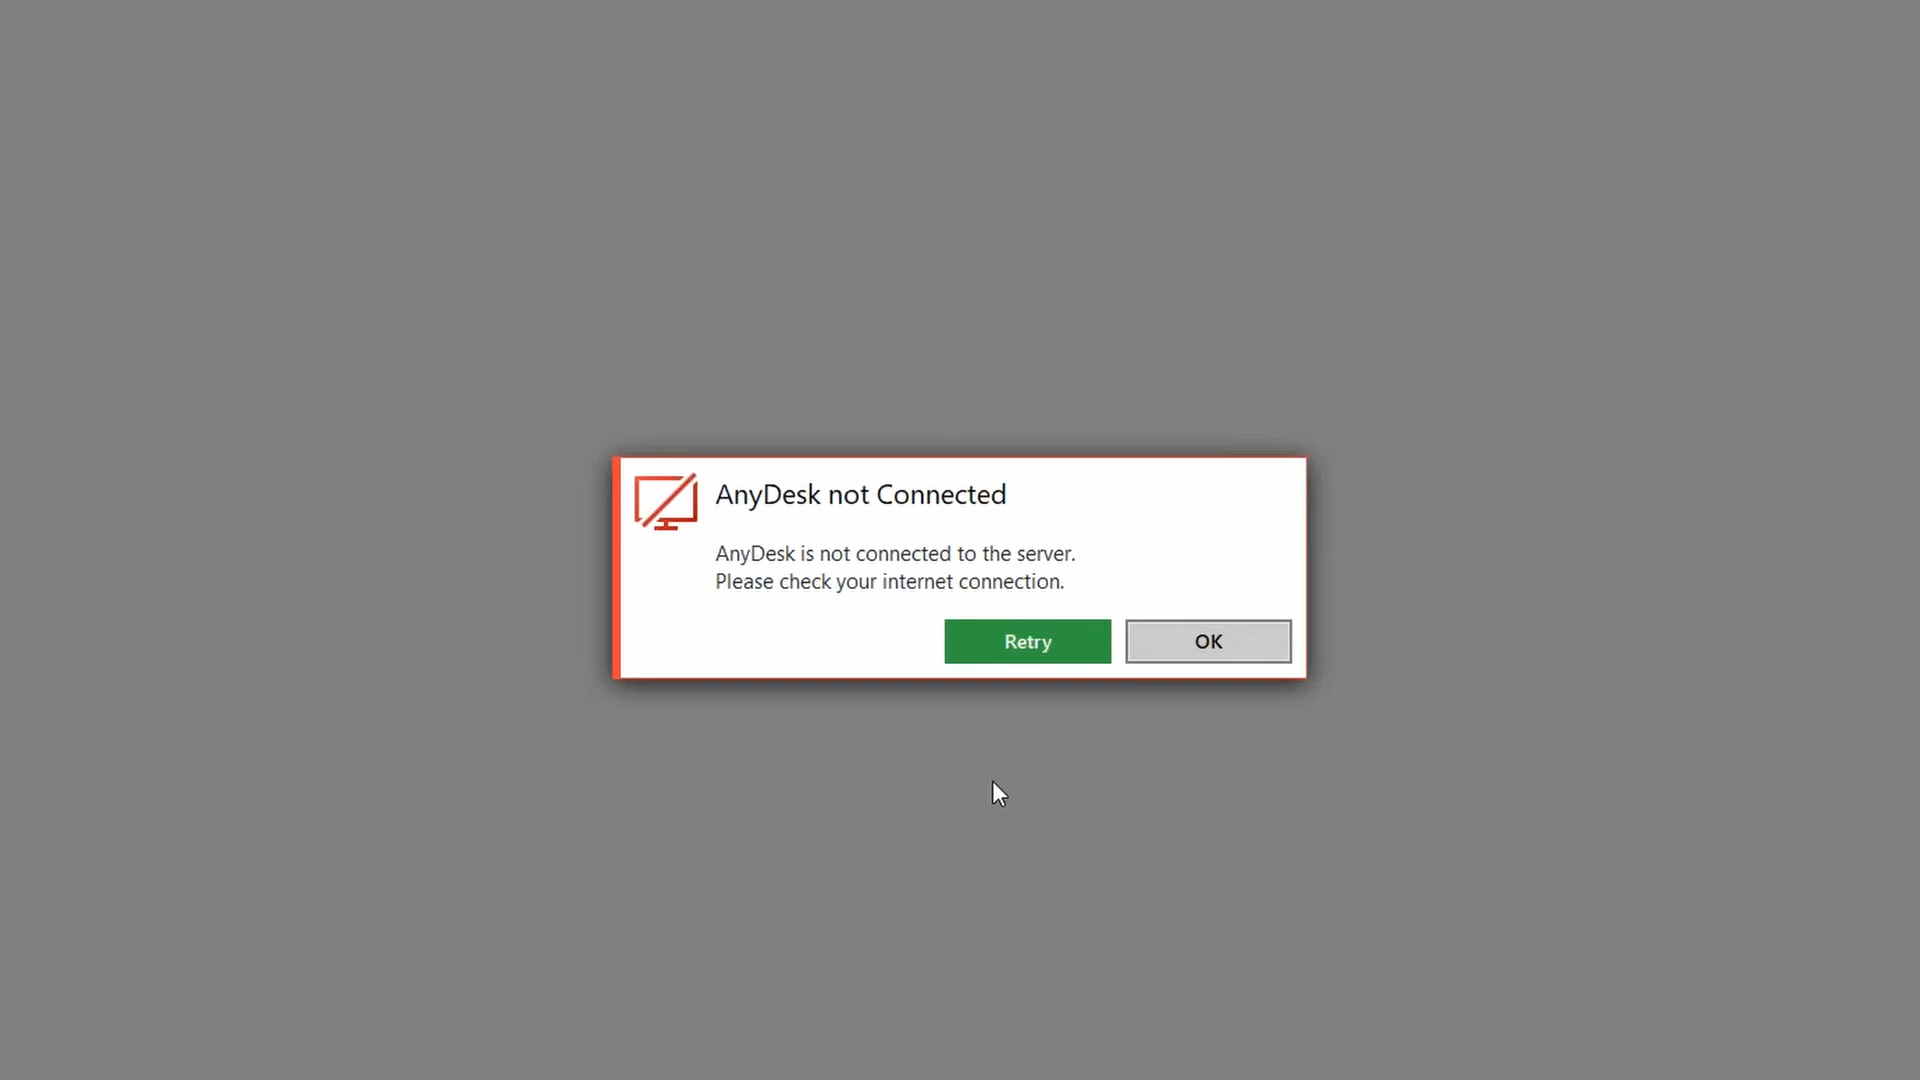 AnyDesk not Connected
AnyDesk is not connected to the server.
Please check your internet connection.
Retry
OK